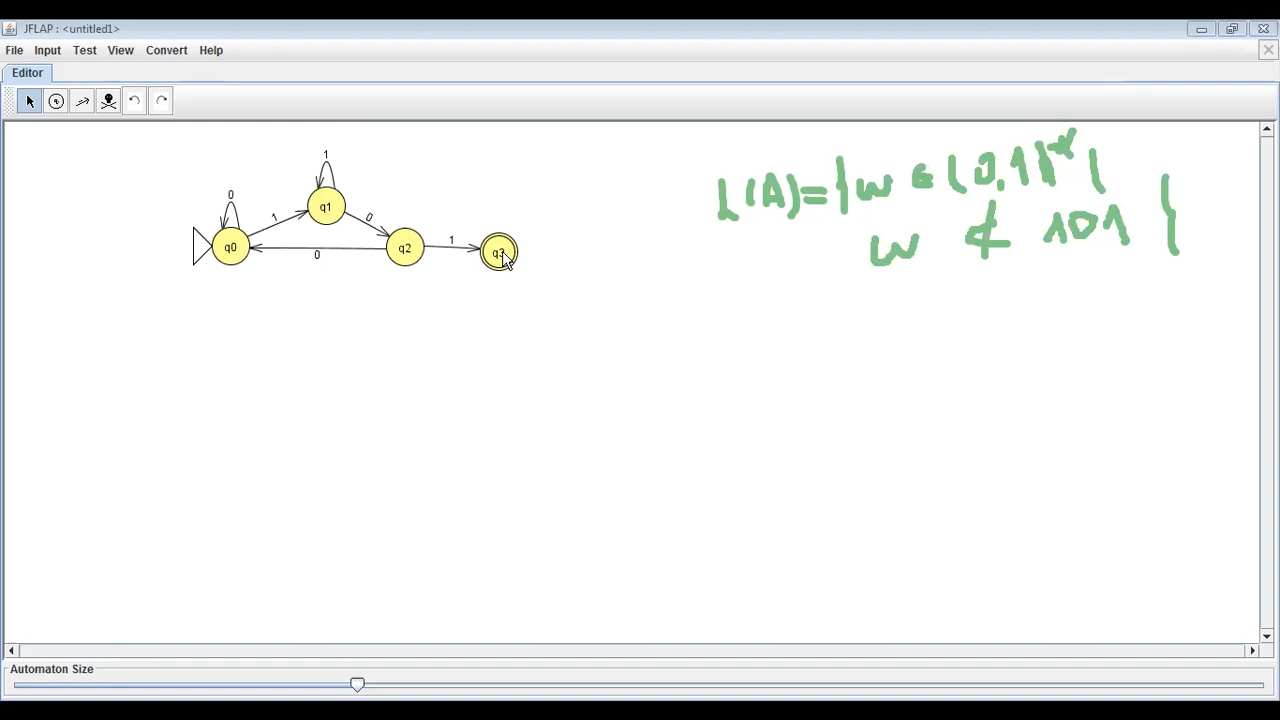 JFLAP : <untitled1>
File Input Test View Convert Help
Editor
1
0
q1
1 0
q0 q2 1 q3
0
L(A)={w ∈ {0,1}* |
w ⊄ 101 }
Automaton Size